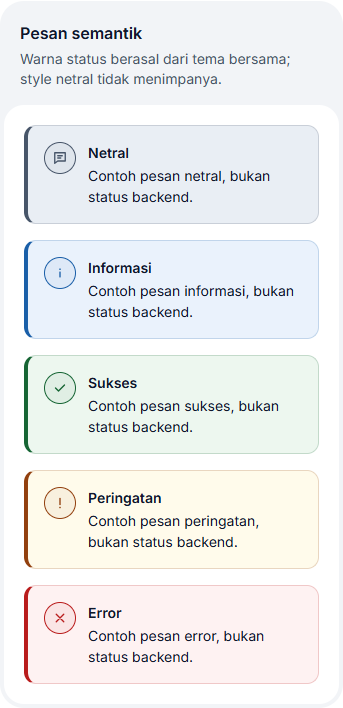 Pesan semantik
Warna status berasal dari tema bersama;
style netral tidak menimpanya.
Netral
Contoh pesan netral, bukan
status backend.
Informasi
Contoh pesan informasi, bukan
status backend.
Sukses
Contoh pesan sukses, bukan
status backend.
Peringatan
Contoh pesan peringatan,
bukan status backend.
Error
Contoh pesan error, bukan
status backend.